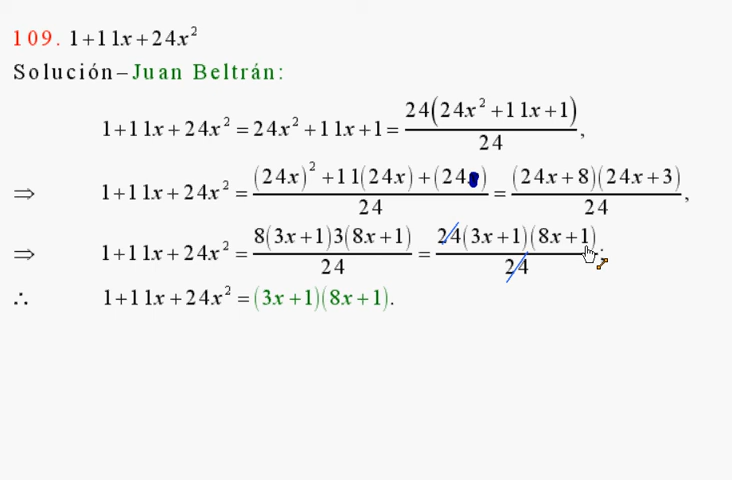 109. 1+11x+24x²
Solución–Juan Beltrán:
1+11x+24x² = 24x²+11x+1 = 24(24x²+11x+1)/24,
⇒ 1+11x+24x² = ((24x)²+11(24x)+(24))/24 = (24x+8)(24x+3)/24,
⇒ 1+11x+24x² = 8(3x+1)3(8x+1)/24 = 24(3x+1)(8x+1)/24
∴ 1+11x+24x² = (3x+1)(8x+1).